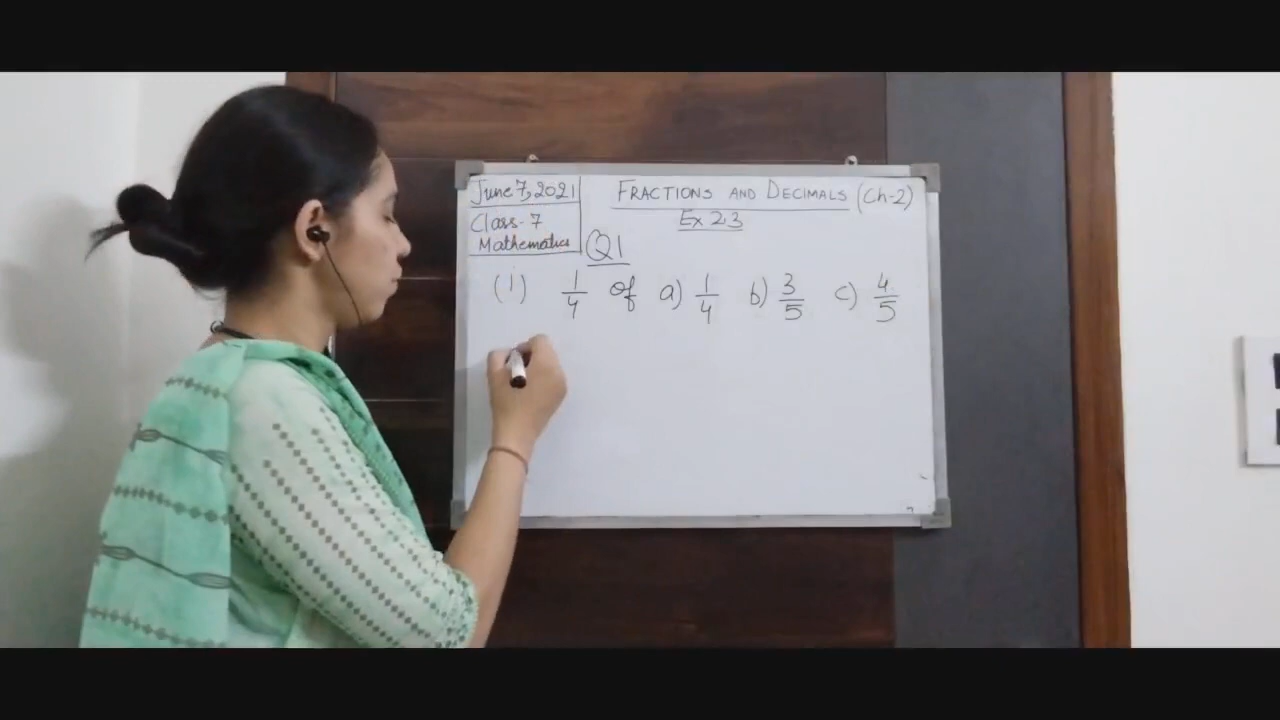 June 7, 2021
Class-7
Mathematics
FRACTIONS AND DECIMALS (Ch-2)
Ex 2.3
Q1
(i) 1/4 of a) 1/4 b) 3/5 c) 4/5